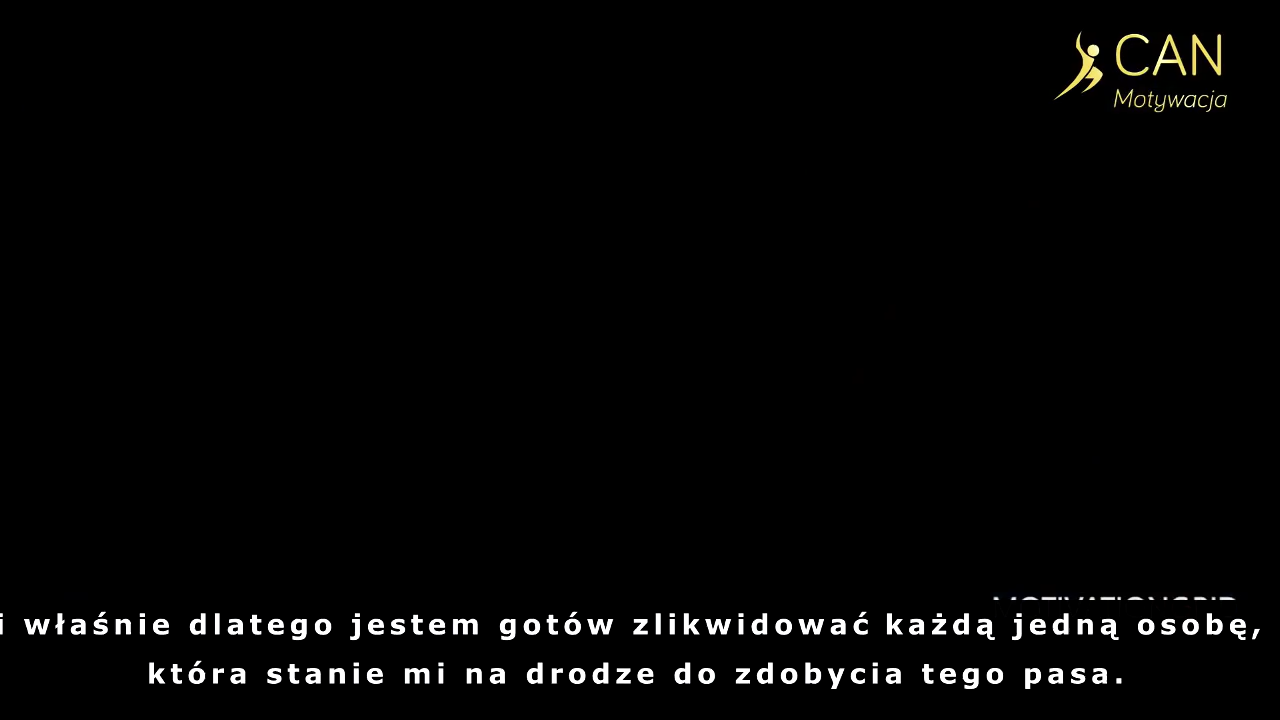 CAN
Motywacja
MOTIVATIONGRID
i właśnie dlatego jestem gotów zlikwidować każdą jedną osobę,
która stanie mi na drodze do zdobycia tego pasa.